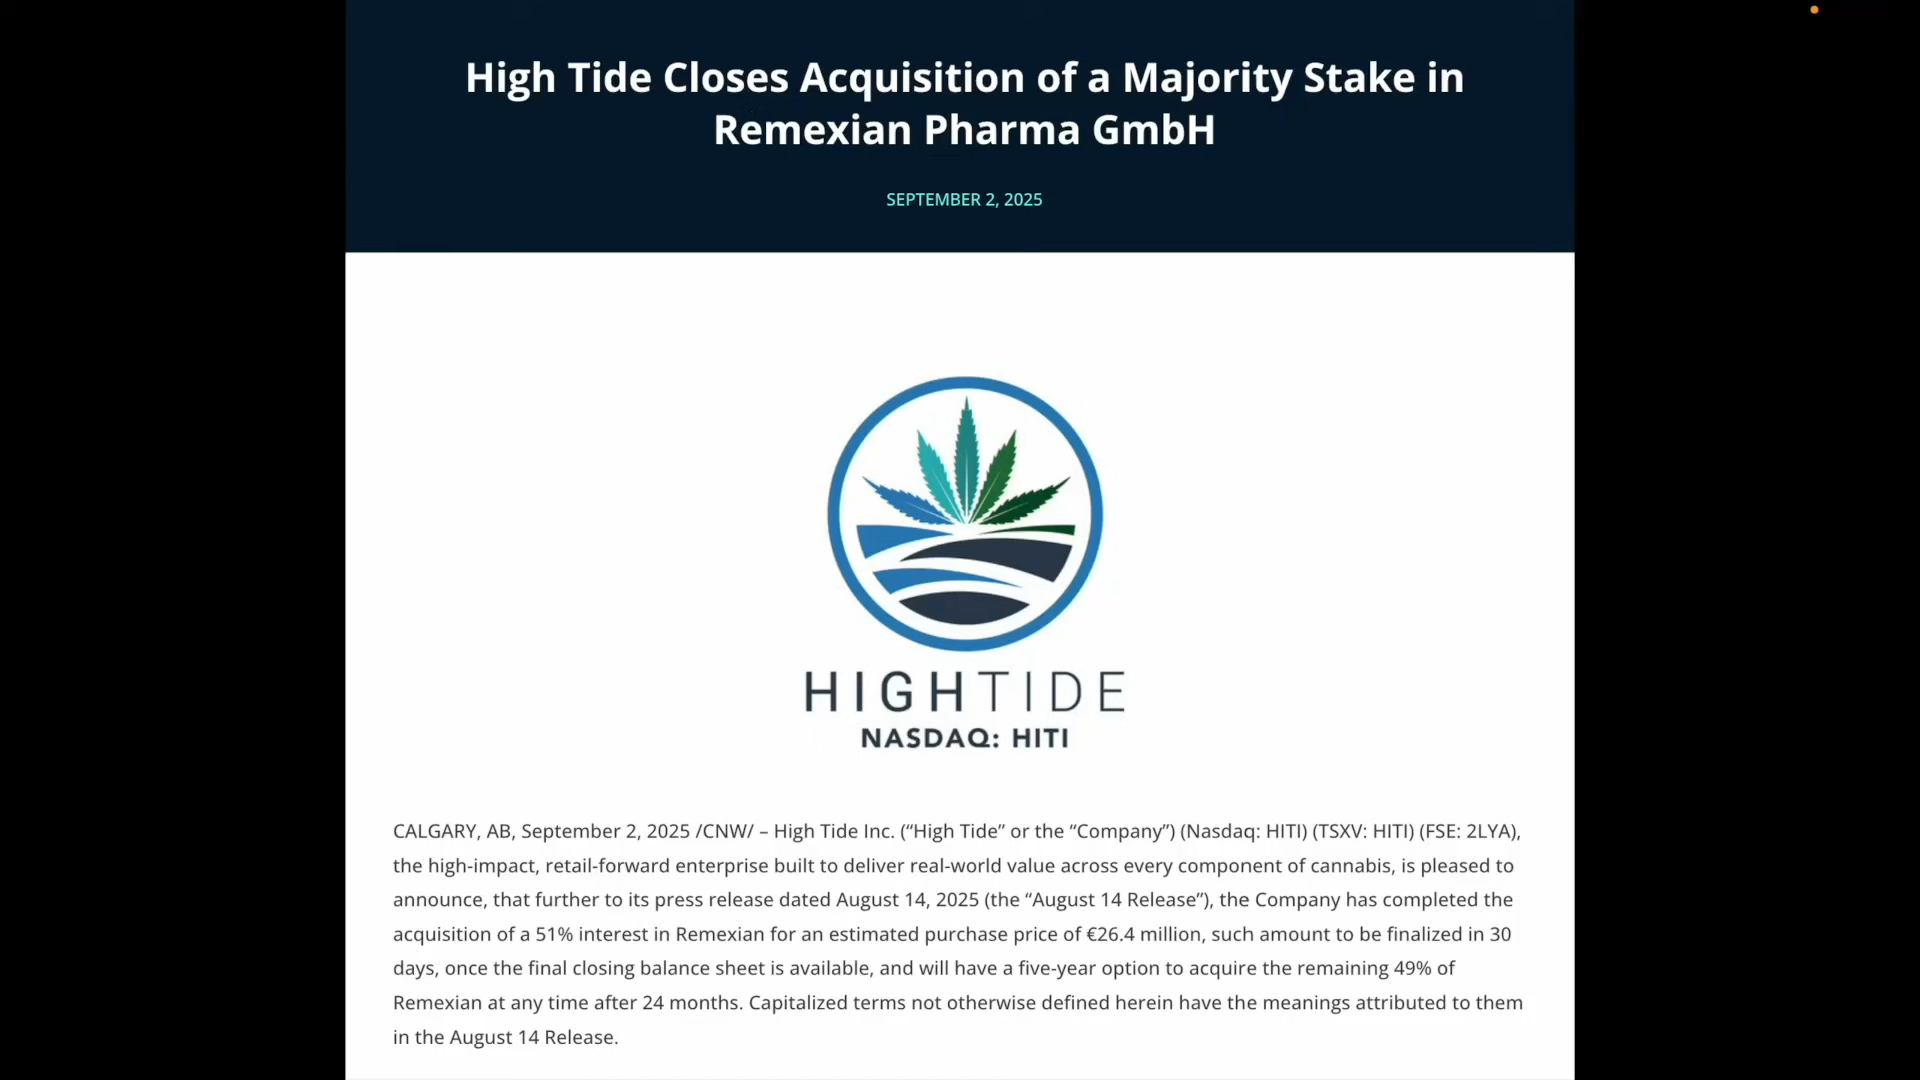 High Tide Closes Acquisition of a Majority Stake in
Remexian Pharma GmbH
SEPTEMBER 2, 2025
HIGHTIDE
NASDAQ: HITI
CALGARY, AB, September 2, 2025 /CNW/ – High Tide Inc. (“High Tide” or the “Company”) (Nasdaq: HITI) (TSXV: HITI) (FSE: 2LYA),
the high-impact, retail-forward enterprise built to deliver real-world value across every component of cannabis, is pleased to
announce, that further to its press release dated August 14, 2025 (the “August 14 Release”), the Company has completed the
acquisition of a 51% interest in Remexian for an estimated purchase price of €26.4 million, such amount to be finalized in 30
days, once the final closing balance sheet is available, and will have a five-year option to acquire the remaining 49% of
Remexian at any time after 24 months. Capitalized terms not otherwise defined herein have the meanings attributed to them
in the August 14 Release.